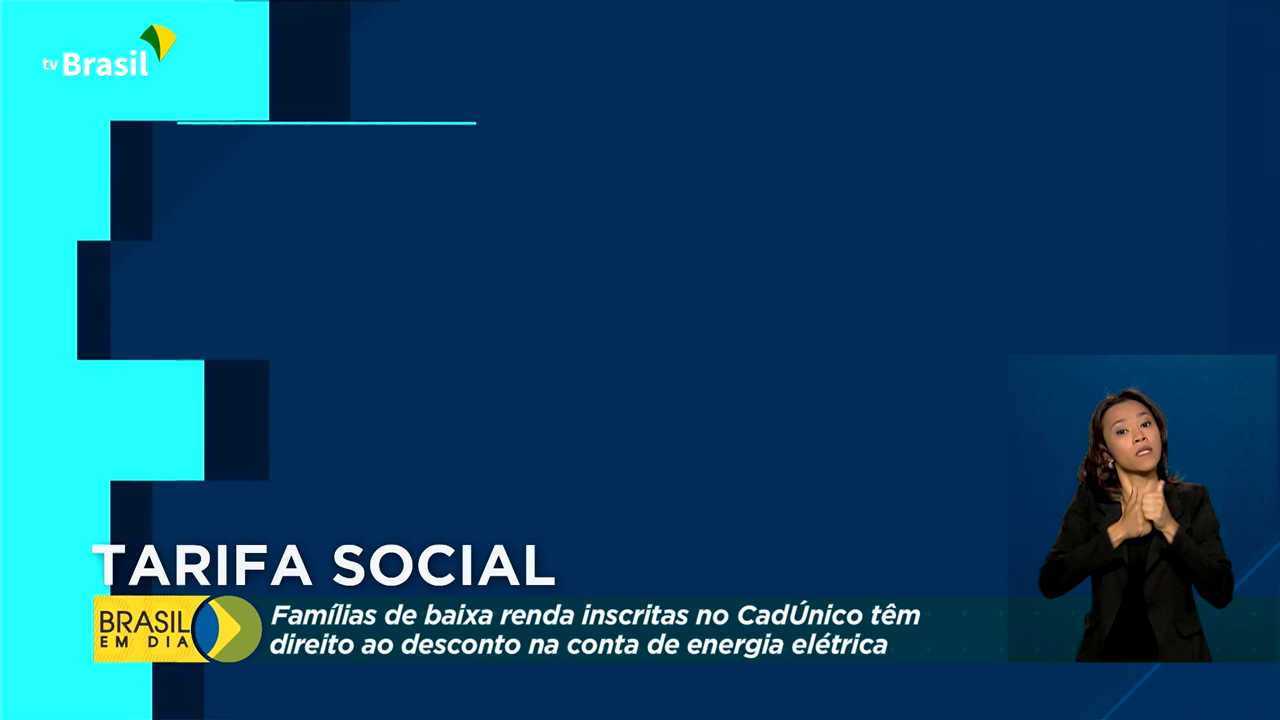 tv Brasil
TARIFA SOCIAL
BRASIL
EM DIA
Famílias de baixa renda inscritas no CadÚnico têm
direito ao desconto na conta de energia elétrica